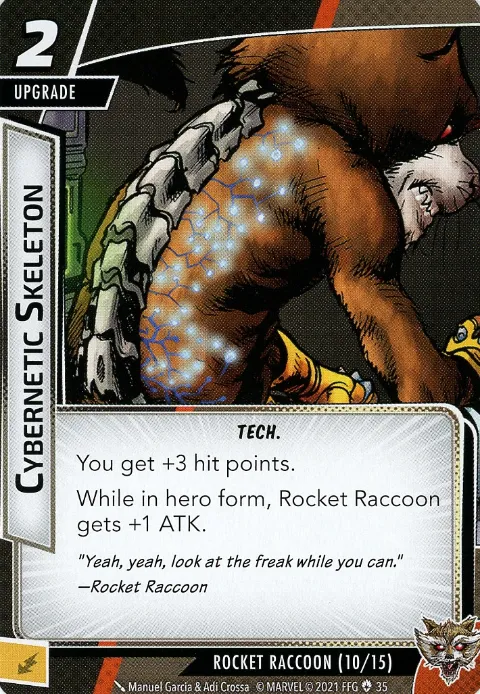 2
UPGRADE
CYBERNETIC SKELETON
TECH.
You get +3 hit points.
While in hero form, Rocket Raccoon
gets +1 ATK.
"Yeah, yeah, look at the freak while you can."
—Rocket Raccoon
ROCKET RACCOON (10/15)
Manuel Garcia & Adi Crossa © MARVEL © 2021 FFG 35